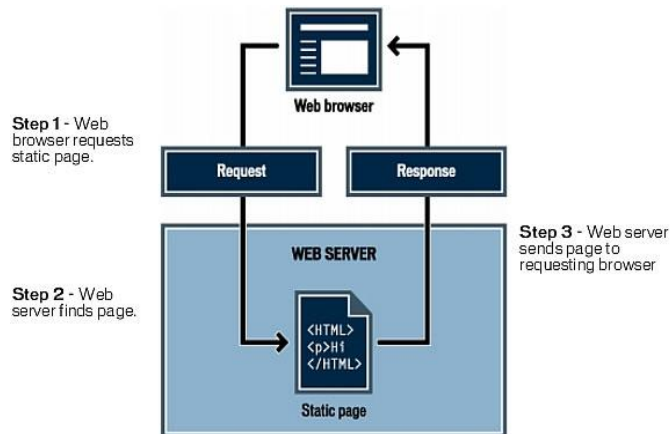 Web browser
Step 1 - Web
browser requests
static page.
Request
Response
Step 3 - Web server
sends page to
requesting browser
WEB SERVER
Step 2 - Web
server finds page.
<HTML>
<p>Hi
</HTML>
Static page